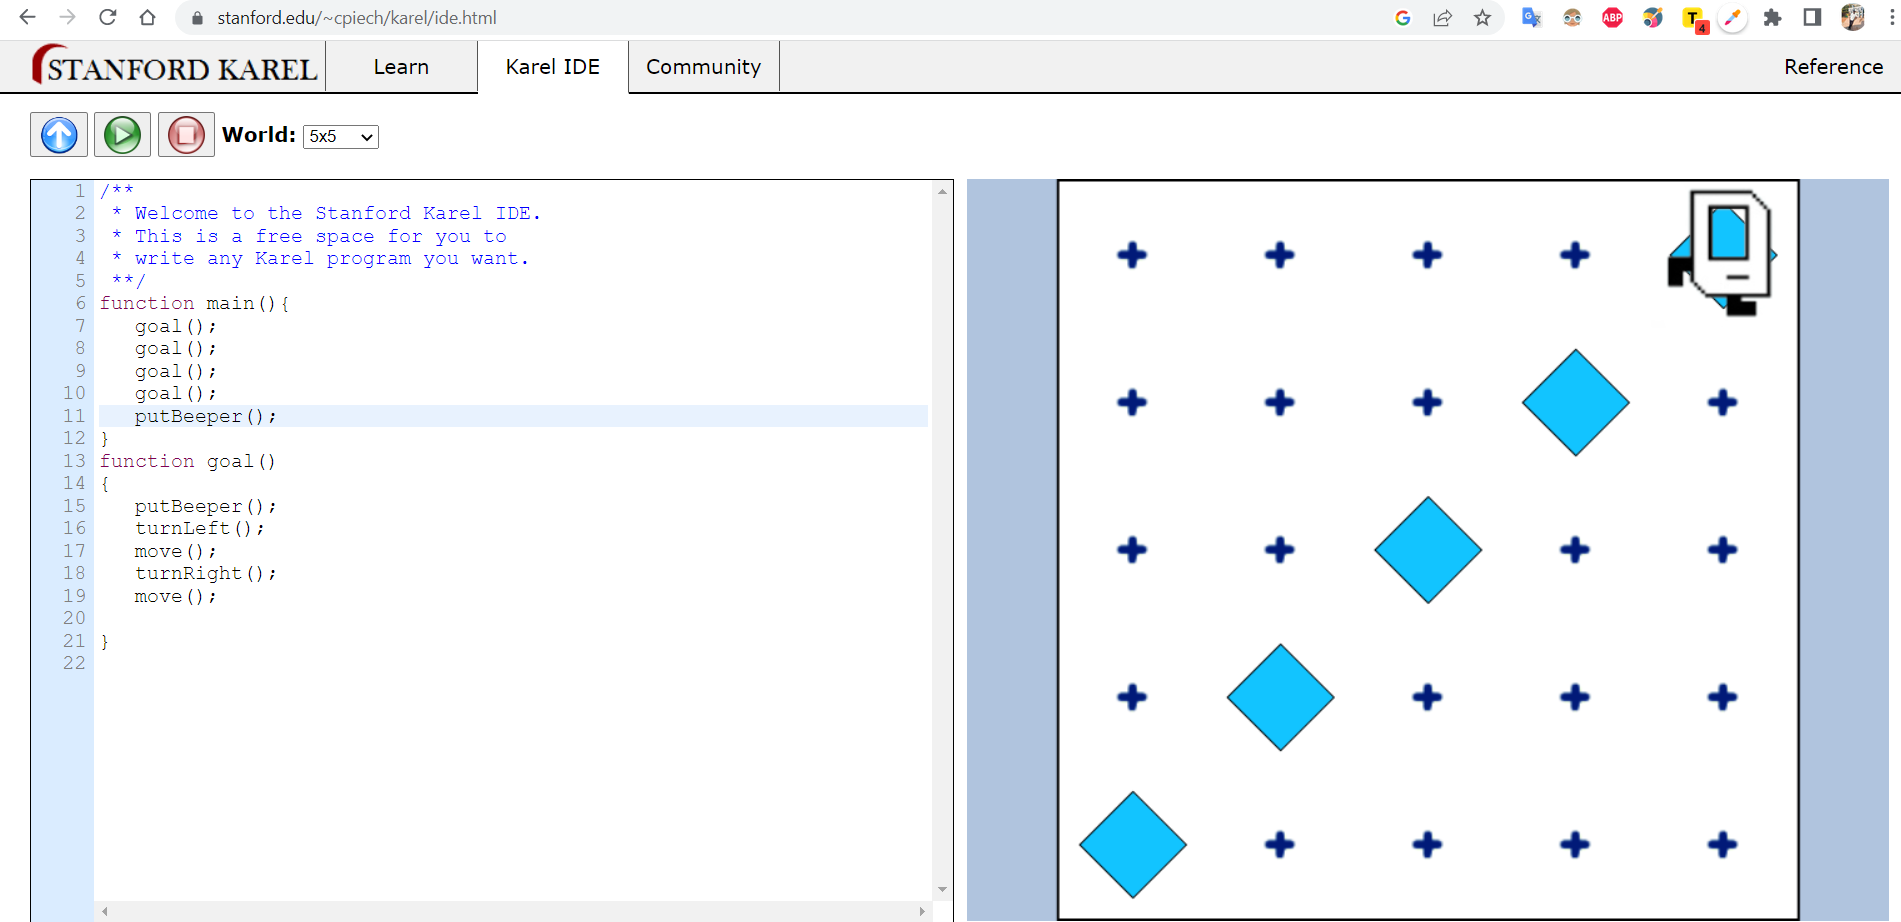 stanford.edu/~cpiech/karel/ide.html
G
ABP
T
4
STANFORD KAREL
Learn
Karel IDE
Community
Reference
World: 5x5
1 /**
2  * Welcome to the Stanford Karel IDE.
3  * This is a free space for you to
4  * write any Karel program you want.
5  **/
6 function main(){
7    goal();
8    goal();
9    goal();
10    goal();
11    putBeeper();
12 }
13 function goal()
14 {
15    putBeeper();
16    turnLeft();
17    move();
18    turnRight();
19    move();
20
21 }
22